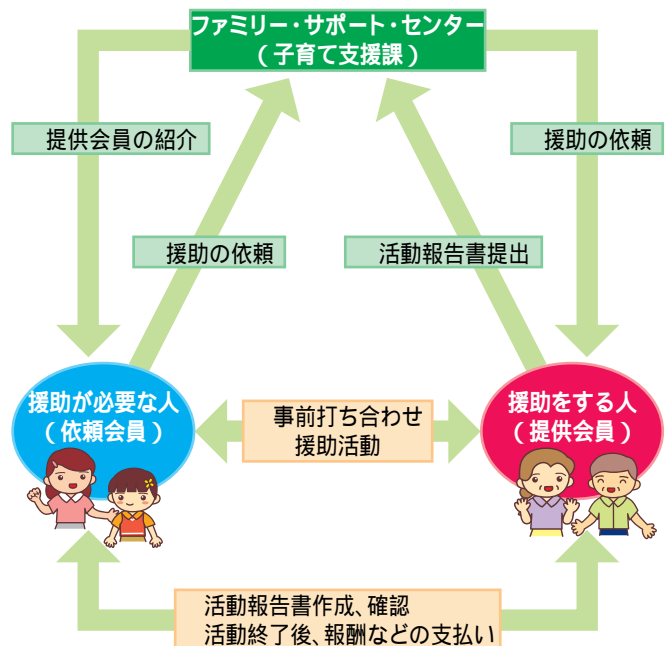 ファミリー・サポート・センター
（子育て支援課）
提供会員の紹介
援助の依頼
援助の依頼
活動報告書提出
援助が必要な人
（依頼会員）
事前打ち合わせ
援助活動
援助をする人
（提供会員）
活動報告書作成、確認
活動終了後、報酬などの支払い